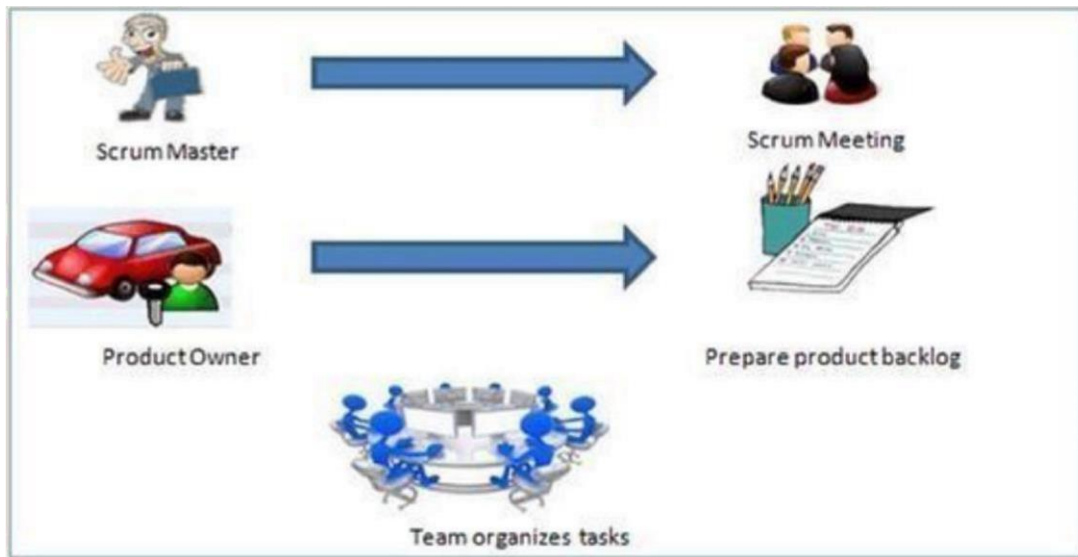 Scrum Master
Scrum Meeting
Product Owner
Prepare product backlog
Team organizes tasks